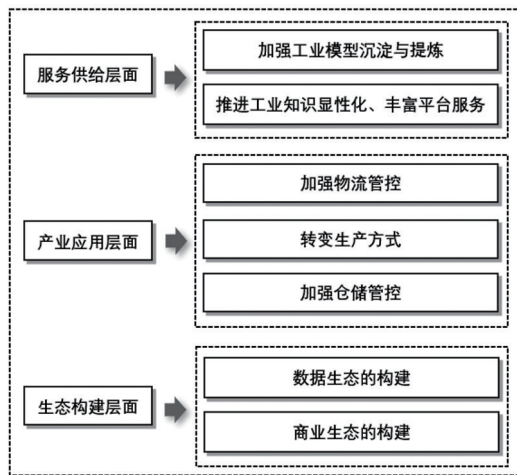 服务供给层面
加强工业模型沉淀与提炼
推进工业知识显性化、丰富平台服务
产业应用层面
加强物流管控
转变生产方式
加强仓储管控
生态构建层面
数据生态的构建
商业生态的构建